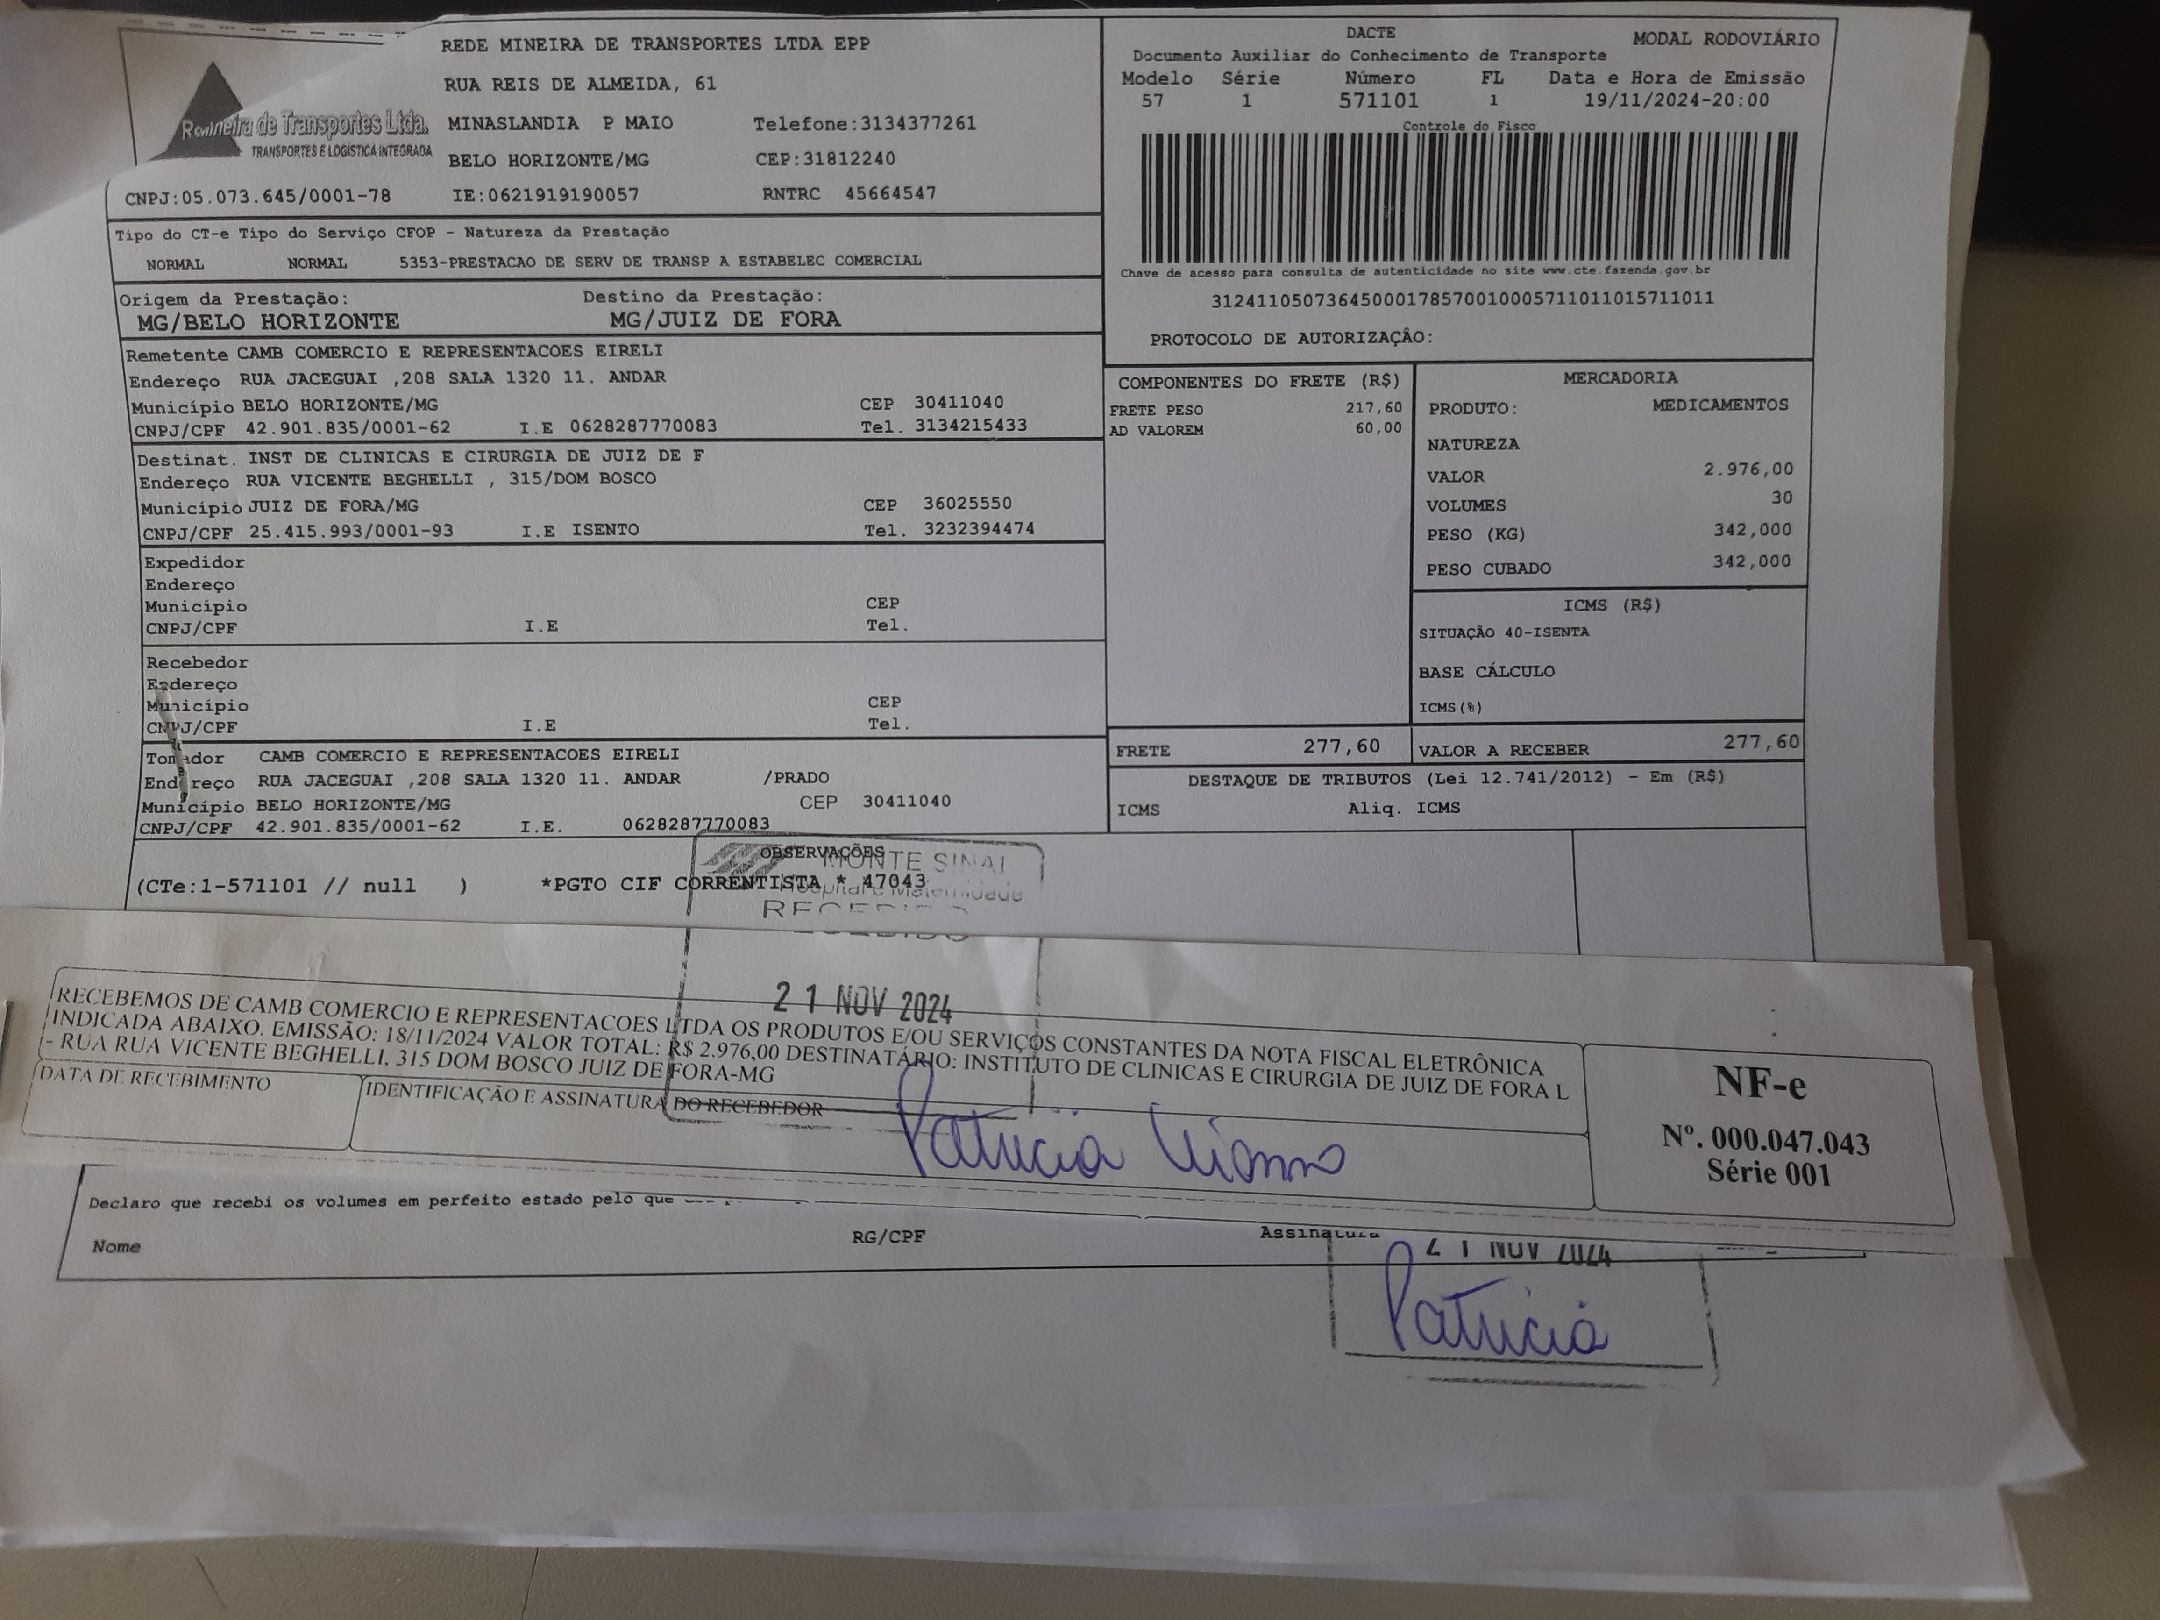 REDE MINEIRA DE TRANSPORTES LTDA EPP
RUA REIS DE ALMEIDA, 61
de Transportes Ltda.
TRANSPORTES E LOGÍSTICA INTEGRADA
MINASLANDIA P MAIO Telefone:3134377261
BELO HORIZONTE/MG CEP:31812240
CNPJ:05.073.645/0001-78 IE:0621919190057 RNTRC 45664547
DACTE
MODAL RODOVIÁRIO
Documento Auxiliar do Conhecimento de Transporte
Modelo Série Número FL Data e Hora de Emissão
57 1 571101 1 19/11/2024-20:00
Controle do Fisco
Chave de acesso para consulta de autenticidade no site www.cte.fazenda.gov.br
31241105073645000178570010005711011015711011
PROTOCOLO DE AUTORIZAÇÂO:
Tipo do CT-e Tipo do Serviço CFOP - Natureza da Prestação
NORMAL NORMAL 5353-PRESTACAO DE SERV DE TRANSP A ESTABELEC COMERCIAL
Origem da Prestação: Destino da Prestação:
MG/BELO HORIZONTE MG/JUIZ DE FORA
Remetente CAMB COMERCIO E REPRESENTACOES EIRELI
Endereço RUA JACEGUAI ,208 SALA 1320 11. ANDAR
Município BELO HORIZONTE/MG CEP 30411040
CNPJ/CPF 42.901.835/0001-62 I.E 0628287770083 Tel. 3134215433
Destinat. INST DE CLINICAS E CIRURGIA DE JUIZ DE F
Endereço RUA VICENTE BEGHELLI , 315/DOM BOSCO
Município JUIZ DE FORA/MG CEP 36025550
CNPJ/CPF 25.415.993/0001-93 I.E ISENTO Tel. 3232394474
Expedidor
Endereço
Município CEP
CNPJ/CPF I.E Tel.
Recebedor
Endereço
Município CEP
CNPJ/CPF I.E Tel.
Tomador CAMB COMERCIO E REPRESENTACOES EIRELI
Endereço RUA JACEGUAI ,208 SALA 1320 11. ANDAR /PRADO
Município BELO HORIZONTE/MG CEP 30411040
CNPJ/CPF 42.901.835/0001-62 I.E. 0628287770083
COMPONENTES DO FRETE (R$)
FRETE PESO 217,60
AD VALOREM 60,00
MERCADORIA
PRODUTO: MEDICAMENTOS
NATUREZA
VALOR 2.976,00
VOLUMES 30
PESO (KG) 342,000
PESO CUBADO 342,000
ICMS (R$)
SITUAÇÃO 40-ISENTA
BASE CÁLCULO
ICMS(%)
FRETE 277,60 VALOR A RECEBER 277,60
DESTAQUE DE TRIBUTOS (Lei 12.741/2012) - Em (R$)
ICMS Aliq. ICMS
OBSERVAÇÕES
MONTE SINAI
(CTe:1-571101 // null ) *PGTO CIF CORRENTISTA * 47043
Hospital e Maternidade
RECEBIDO
21 NOV 2024
RECEBEMOS DE CAMB COMERCIO E REPRESENTACOES LTDA OS PRODUTOS E/OU SERVIÇOS CONSTANTES DA NOTA FISCAL ELETRÔNICA
INDICADA ABAIXO. EMISSÃO: 18/11/2024 VALOR TOTAL: R$ 2.976,00 DESTINATÁRIO: INSTITUTO DE CLINICAS E CIRURGIA DE JUIZ DE FORA L
- RUA RUA VICENTE BEGHELLI, 315 DOM BOSCO JUIZ DE FORA-MG
DATA DE RECEBIMENTO IDENTIFICAÇÃO E ASSINATURA DO RECEBEDOR
Patrícia
NF-e
Nº. 000.047.043
Série 001
Declaro que recebi os volumes em perfeito estado pelo que
Nome RG/CPF Assinatura
21 NOV 2024
Patrícia